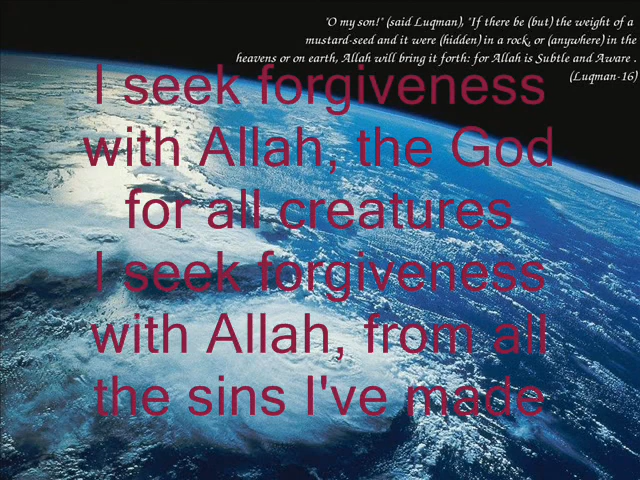 "O my son!" (said Luqman), "If there be (but) the weight of a
mustard-seed and it were (hidden) in a rock, or (anywhere) in the
heavens or on earth, Allah will bring it forth: for Allah is Subtle and Aware .
(Luqman-16)
I seek forgiveness
with Allah, the God
for all creatures
I seek forgiveness
with Allah, from all
the sins I've made